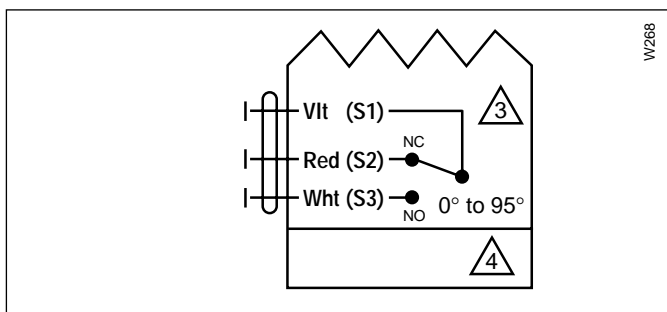 W268
Vlt (S1)
3
NC
Red (S2)
Wht (S3)
NO
0° to 95°
4